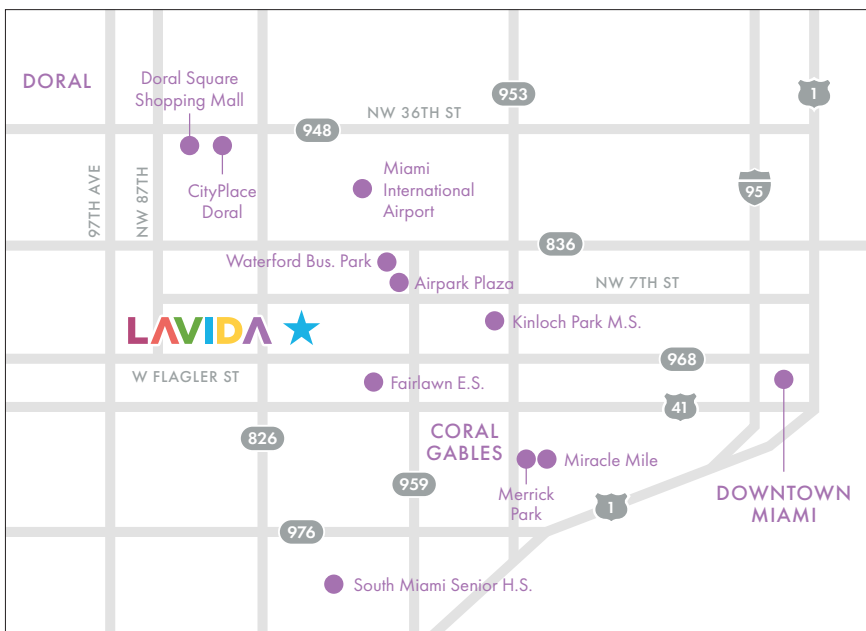 DORAL
Doral Square
Shopping Mall
953
1
NW 36TH ST
948
97TH AVE
NW 87TH
CityPlace
Doral
Miami
International
Airport
95
836
Waterford Bus. Park
Airpark Plaza
NW 7TH ST
LAVIDA
Kinloch Park M.S.
968
W FLAGLER ST
Fairlawn E.S.
41
826
CORAL
GABLES
Miracle Mile
959
Merrick
Park
DOWNTOWN
MIAMI
1
976
South Miami Senior H.S.